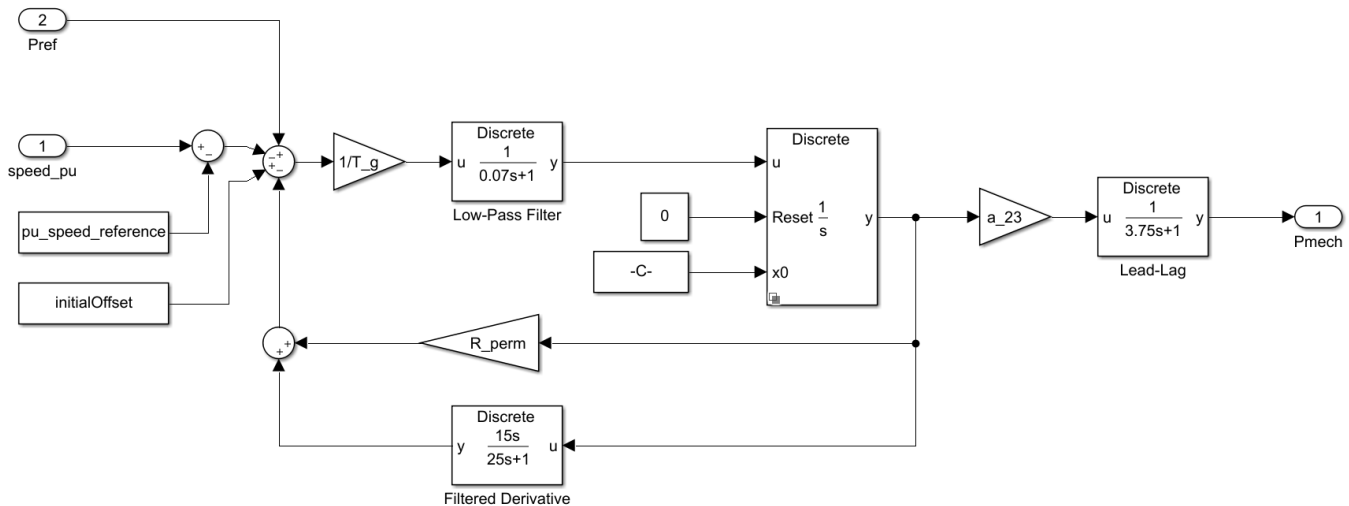 2
Pref
1
speed_pu
+
−
pu_speed_reference
initialOffset
−
+
+
−
1/T_g
Discrete
u
1
0.07s+1
y
Low-Pass Filter
0
-C-
Discrete
u
Reset
1
s
x0
y
a_23
Discrete
u
1
3.75s+1
y
Lead-Lag
1
Pmech
+
+
R_perm
Discrete
y
15s
25s+1
u
Filtered Derivative